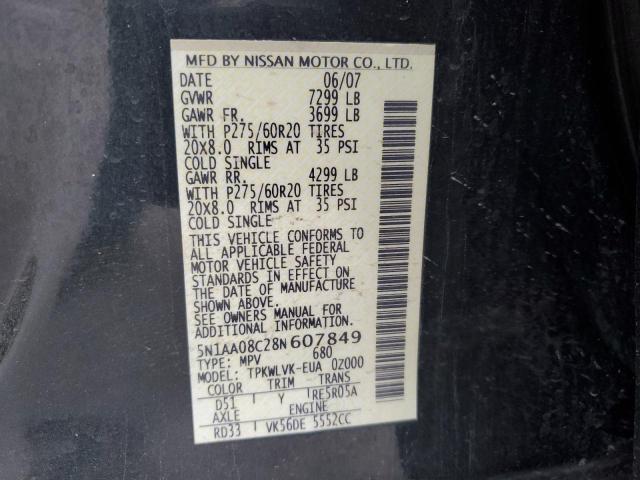 MFD BY NISSAN MOTOR CO., LTD.
DATE 06/07
GVWR 7299 LB
GAWR FR. 3699 LB
WITH P275/60R20 TIRES
20X8.0 RIMS AT 35 PSI
COLD SINGLE
GAWR RR. 4299 LB
WITH P275/60R20 TIRES
20X8.0 RIMS AT 35 PSI
COLD SINGLE
THIS VEHICLE CONFORMS TO
ALL APPLICABLE FEDERAL
MOTOR VEHICLE SAFETY
STANDARDS IN EFFECT ON
THE DATE OF MANUFACTURE
SHOWN ABOVE.
SEE OWNERS MANUAL FOR
ADDITIONAL INFORMATION.
5N1AA08C28N607849
TYPE: MPV 680
MODEL: TPKWLVK-EUA 0Z000
COLOR TRIM TRANS
D51 Y RE5R05A
AXLE ENGINE
RD33 VK56DE 5552CC